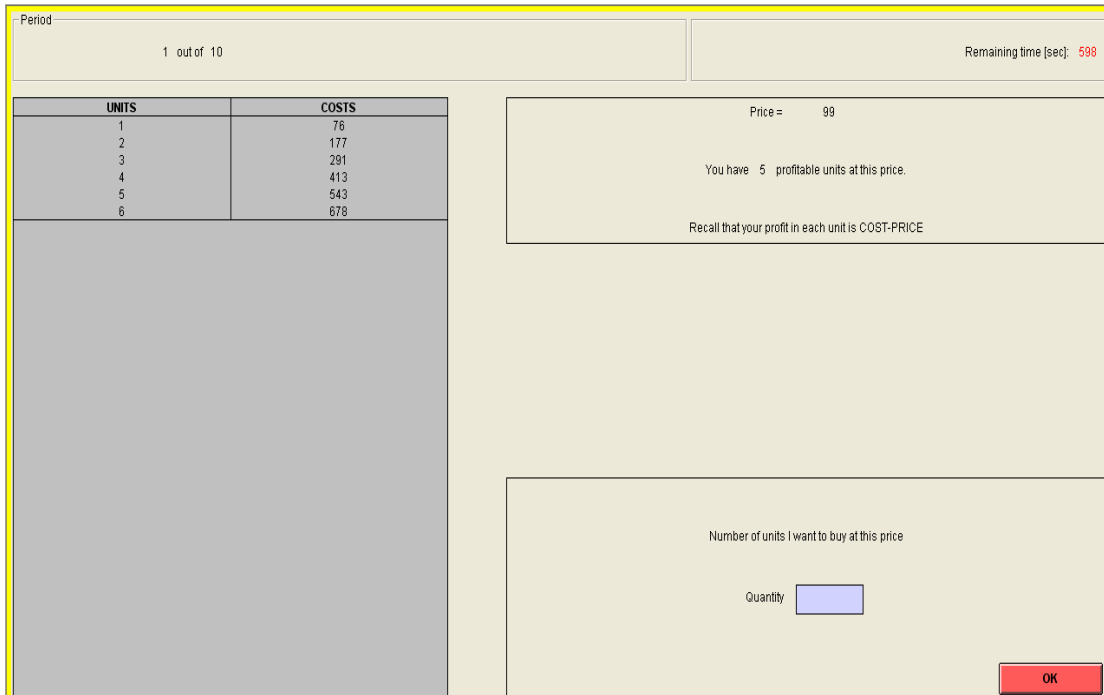 Period
1 out of 10
Remaining time [sec]: 598
UNITS COSTS
1 76
2 177
3 291
4 413
5 543
6 678
Price = 99
You have 5 profitable units at this price.
Recall that your profit in each unit is COST-PRICE
Number of units I want to buy at this price
Quantity
OK